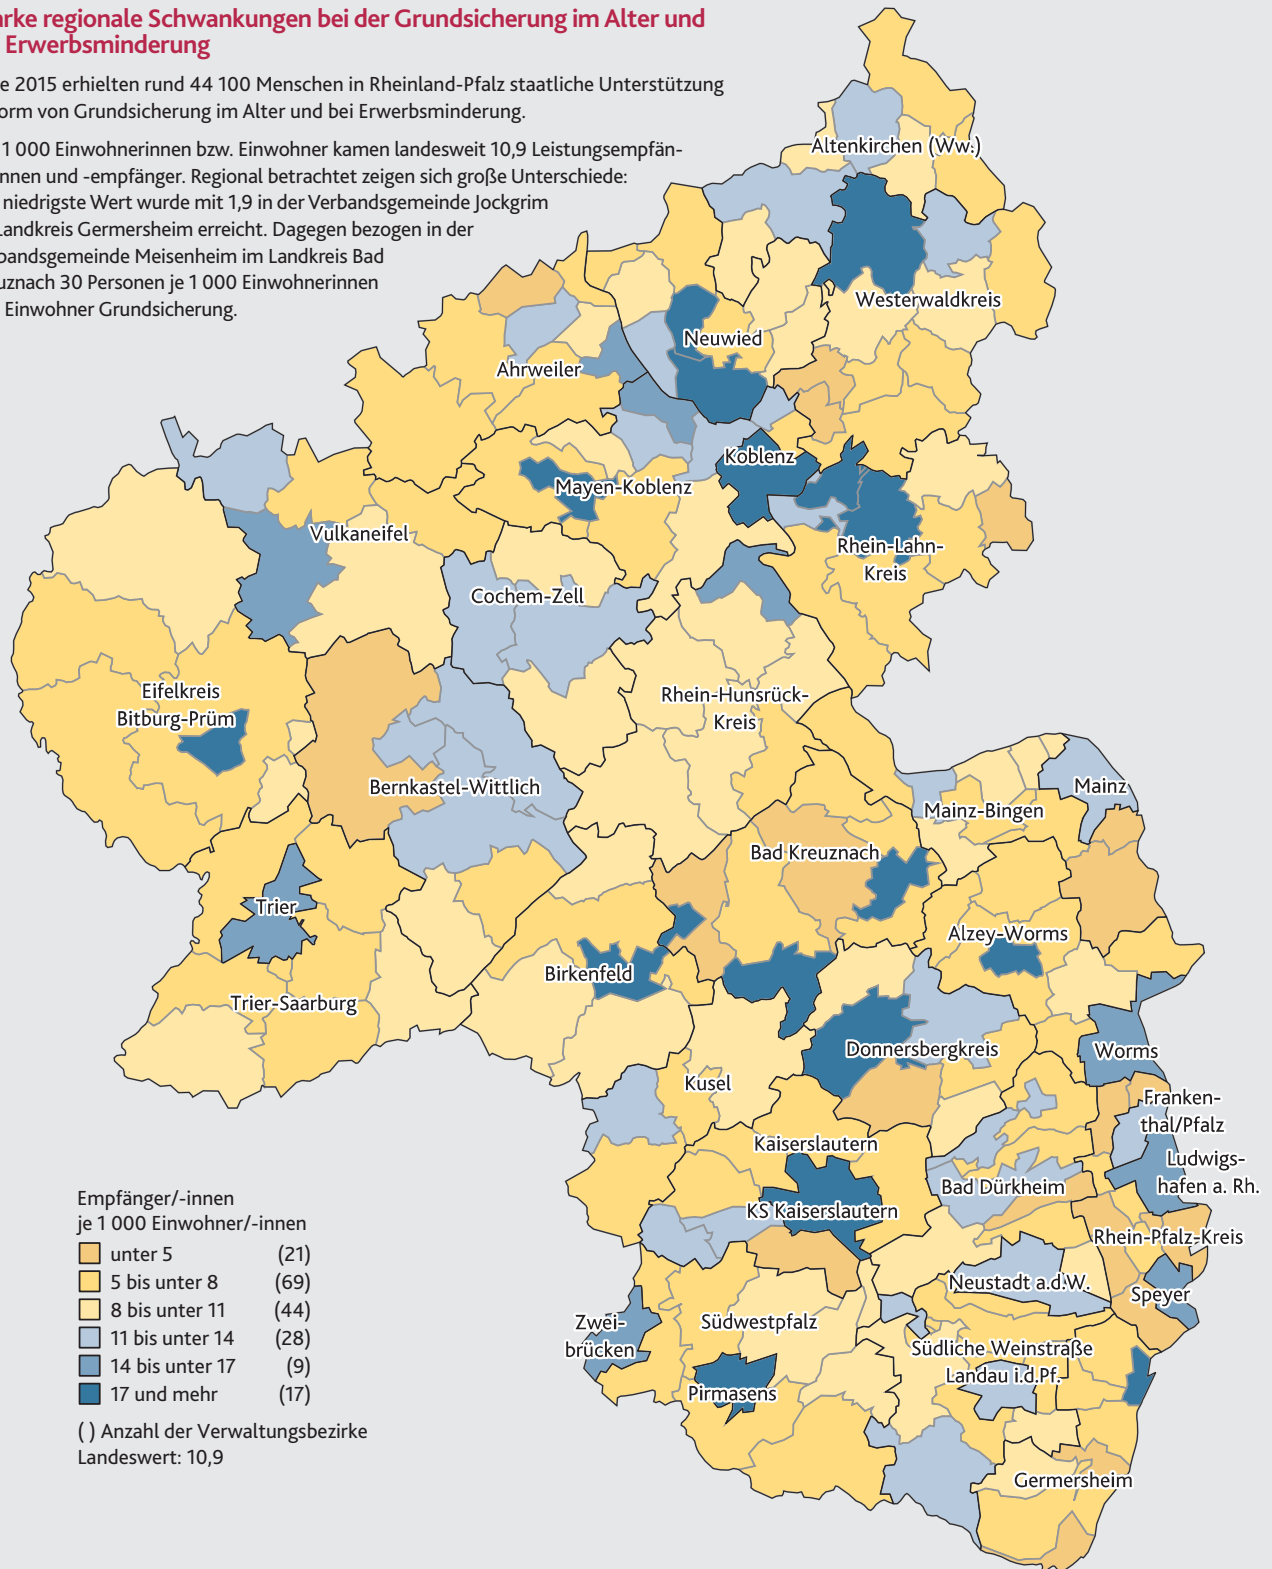 rke regionale Schwankungen bei der Grundsicherung im Alter und
Erwerbsminderung
e 2015 erhielten rund 44 100 Menschen in Rheinland-Pfalz staatliche Unterstützung
orm von Grundsicherung im Alter und bei Erwerbsminderung.
1 000 Einwohnerinnen bzw. Einwohner kamen landesweit 10,9 Leistungsempfän-
nnen und -empfänger. Regional betrachtet zeigen sich große Unterschiede:
niedrigste Wert wurde mit 1,9 in der Verbandsgemeinde Jockgrim
Landkreis Germersheim erreicht. Dagegen bezogen in der
bandsgemeinde Meisenheim im Landkreis Bad
uznach 30 Personen je 1 000 Einwohnerinnen
Einwohner Grundsicherung.
Altenkirchen (Ww.)
Westerwaldkreis
Neuwied
Ahrweiler
Koblenz
Mayen-Koblenz
Vulkaneifel
Rhein-Lahn-
Kreis
Cochem-Zell
Eifelkreis
Bitburg-Prüm
Rhein-Hunsrück-
Kreis
Bernkastel-Wittlich
Mainz
Mainz-Bingen
Bad Kreuznach
Trier
Alzey-Worms
Birkenfeld
Trier-Saarburg
Donnersbergkreis
Worms
Kusel
Franken-
thal/Pfalz
Kaiserslautern
Ludwigs-
hafen a. Rh.
Bad Dürkheim
KS Kaiserslautern
Rhein-Pfalz-Kreis
Neustadt a.d.W.
Speyer
Zwei-
brücken
Südwestpfalz
Südliche Weinstraße
Landau i.d.Pf.
Pirmasens
Germersheim
Empfänger/-innen
je 1 000 Einwohner/-innen
unter 5 (21)
5 bis unter 8 (69)
8 bis unter 11 (44)
11 bis unter 14 (28)
14 bis unter 17 (9)
17 und mehr (17)
( ) Anzahl der Verwaltungsbezirke
Landeswert: 10,9